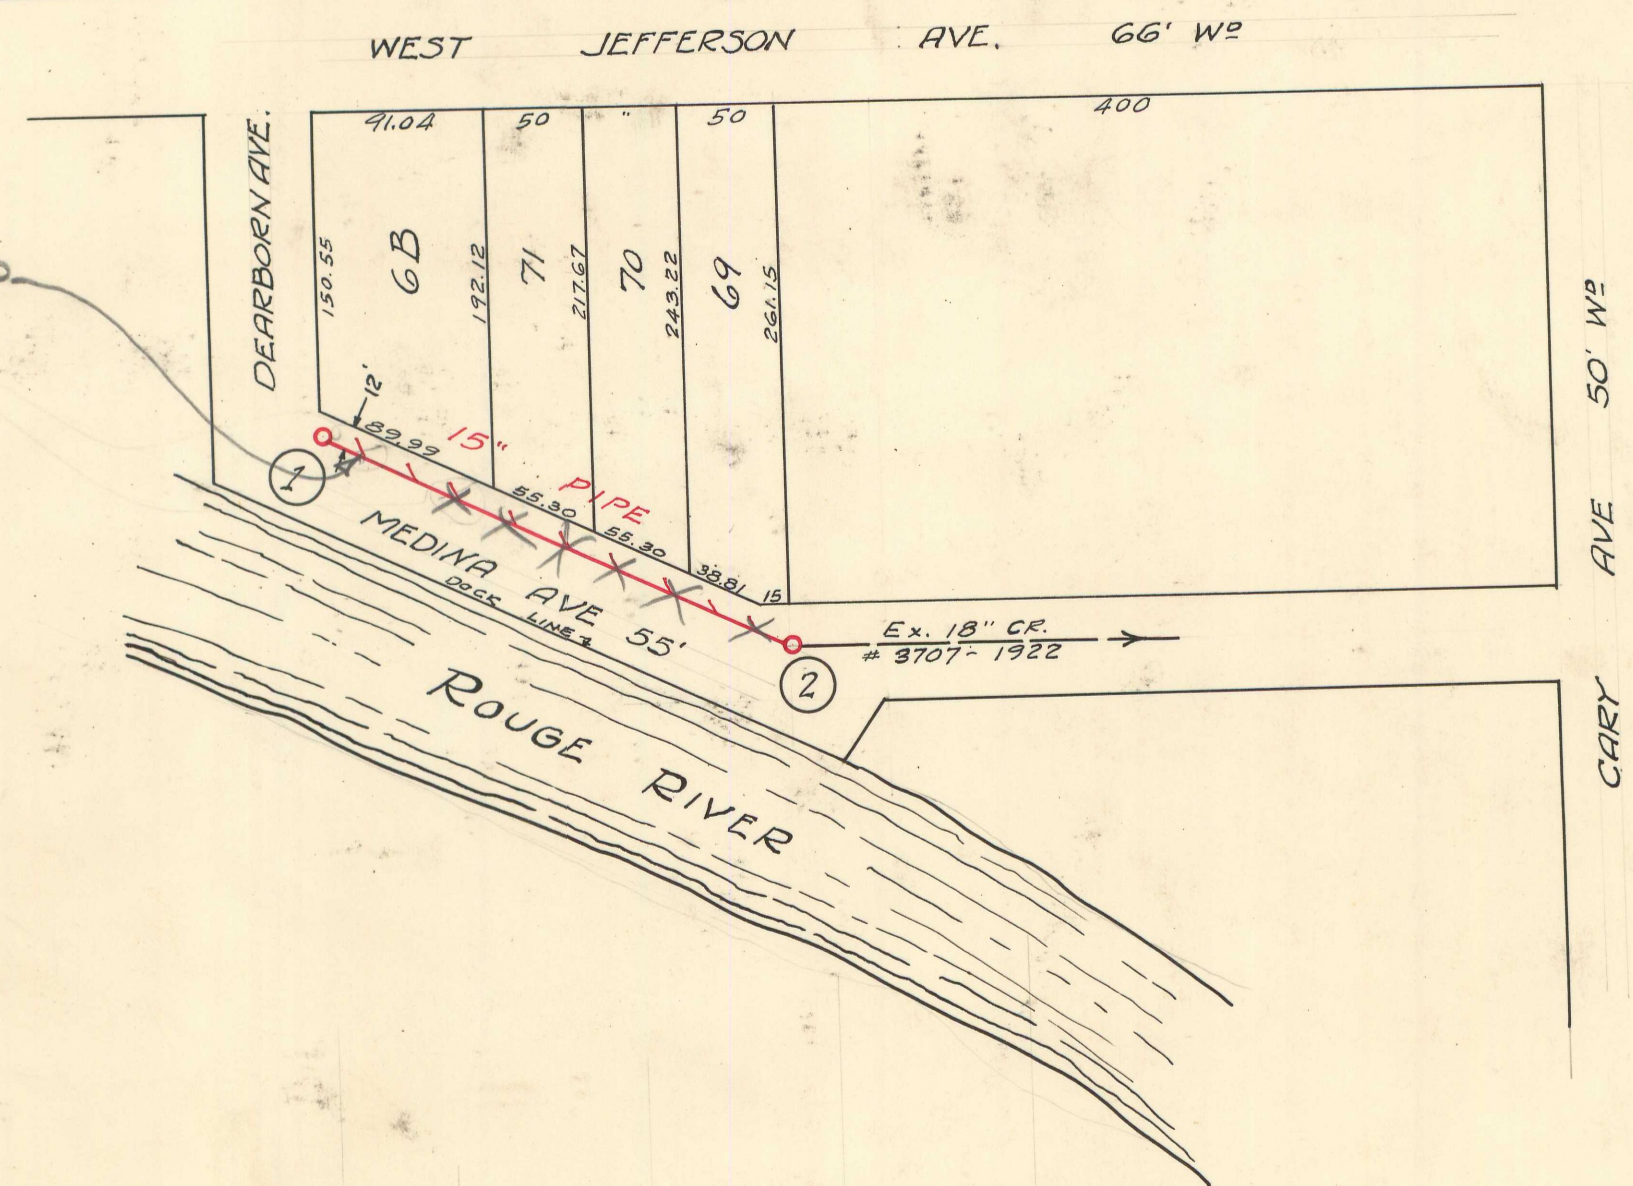 WEST JEFFERSON AVE. 66' Wᴰ
91.04 50 " 50 400
DEARBORN AVE.
150.55
6B
192.12
71
217.67
70
243.22
69
261.15
12'
89.99
15"
PIPE
55.30
55.30
38.81
15
1
MEDINA AVE 55'
DOCK LINE
2
Ex. 18" CR.
# 3707 - 1922
ROUGE RIVER
CARY AVE 50' Wᴰ